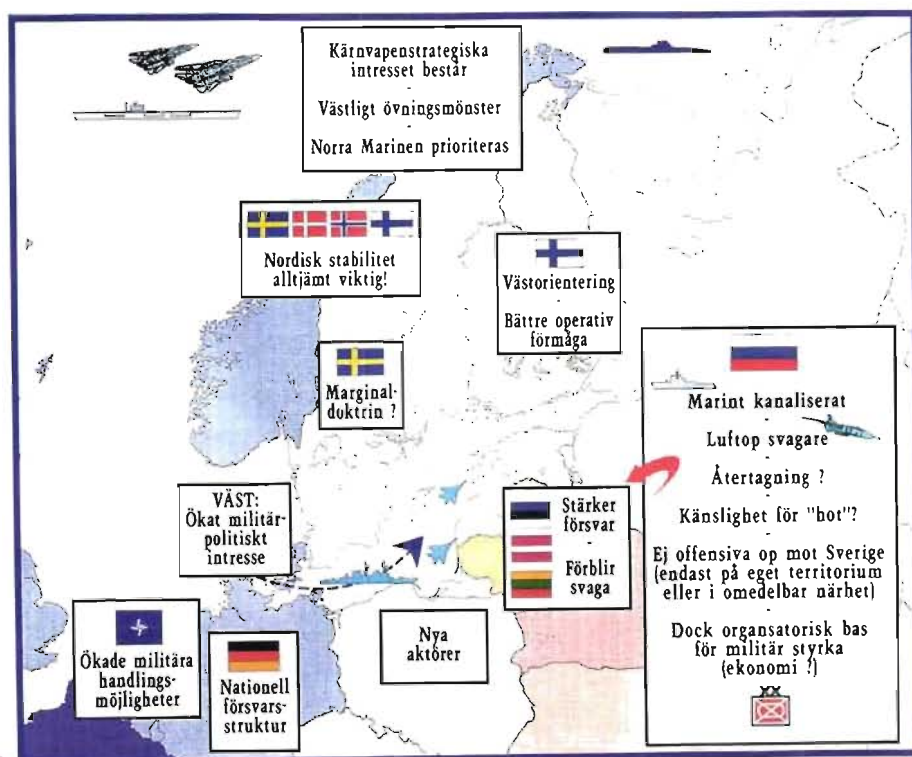 Kärnvapenstrategiska
intresset består
-
Västligt övningsmönster
-
Norra Marinen prioriteras
Nordisk stabilitet
alltjämt viktig!
Västorientering
-
Bättre operativ
förmåga
Marginal-
doktrin ?
Marint kanaliserat
-
Luftop svagare
-
Återtagning ?
-
Känslighet för "hot"?
-
Ej offensiva op mot Sverige
(endast på eget territorium
eller i omedelbar närhet)
-
Dock organsatorisk bas
för militär styrka
(ekonomi ?)
VÄST:
Ökat militär-
politiskt
intresse
Stärker
försvar
-
Förblir
svaga
Ökade militära
handlings-
möjligheter
Nationell
försvars-
struktur
Nya
aktörer
XX